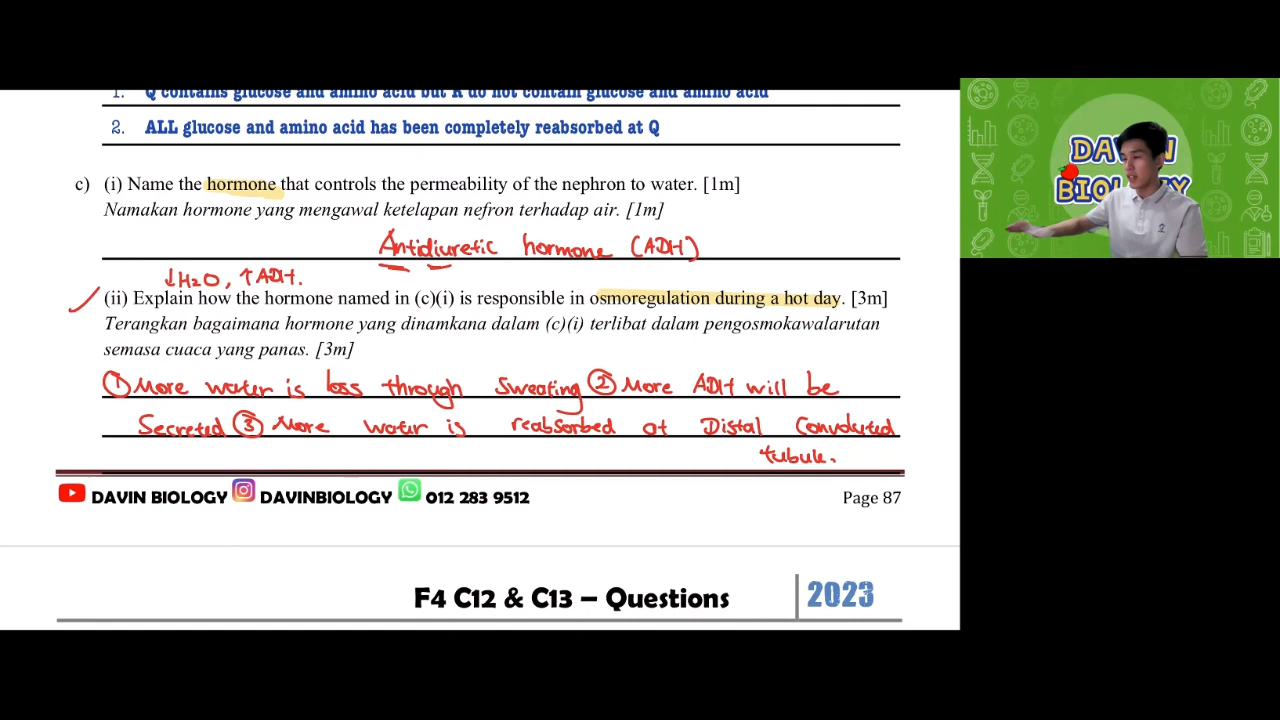 1. Q contains glucose and amino acid but R do not contain glucose and amino acid
2. ALL glucose and amino acid has been completely reabsorbed at Q
c) (i) Name the hormone that controls the permeability of the nephron to water. [1m]
Namakan hormone yang mengawal ketelapan nefron terhadap air. [1m]
Antidiuretic hormone (ADH)
↓H2O, ↑ADH.
(ii) Explain how the hormone named in (c)(i) is responsible in osmoregulation during a hot day. [3m]
Terangkan bagaimana hormone yang dinamkana dalam (c)(i) terlibat dalam pengosmokawalarutan
semasa cuaca yang panas. [3m]
① More water is loss through sweating ② More ADH will be
secreted ③ More water is reabsorbed at Distal Convoluted
tubule.
DAVIN BIOLOGY DAVINBIOLOGY 012 283 9512
Page 87
F4 C12 & C13 – Questions 2023
DAVIN
BIOLOGY